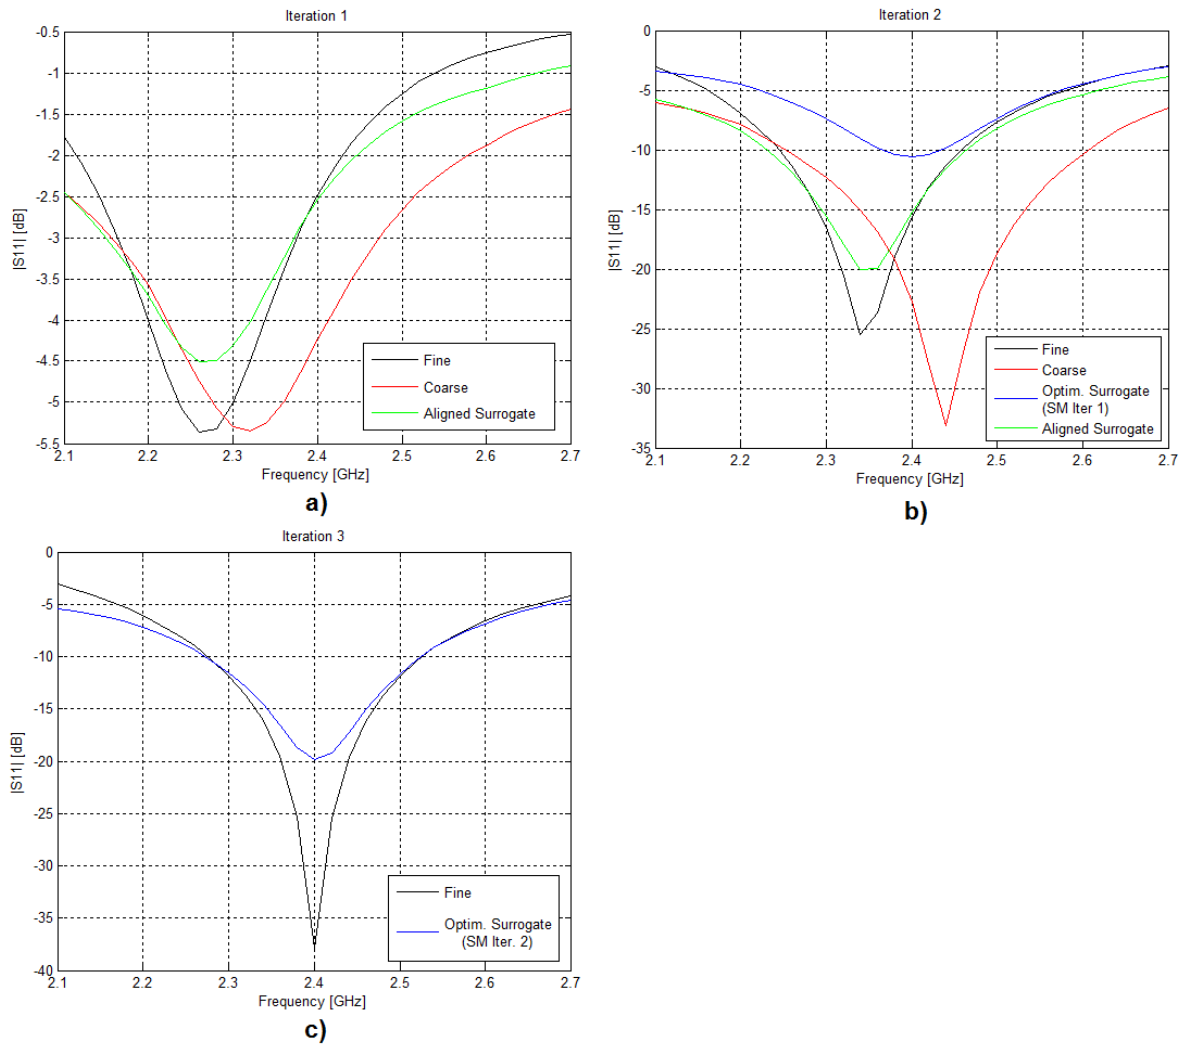 Iteration 1
-0.5
-1
-1.5
-2
-2.5
-3
-3.5
-4
-4.5
-5
-5.5
|S11| [dB]
Fine
Coarse
Aligned Surrogate
2.1 2.2 2.3 2.4 2.5 2.6 2.7
Frequency [GHz]
a)
Iteration 2
0
-5
-10
-15
-20
-25
-30
-35
|S11| [dB]
Fine
Coarse
Optim. Surrogate
(SM Iter 1)
Aligned Surrogate
2.1 2.2 2.3 2.4 2.5 2.6 2.7
Frequency [GHz]
b)
Iteration 3
0
-5
-10
-15
-20
-25
-30
-35
-40
|S11| [dB]
Fine
Optim. Surrogate
(SM Iter. 2)
2.1 2.2 2.3 2.4 2.5 2.6 2.7
Frequency [GHz]
c)